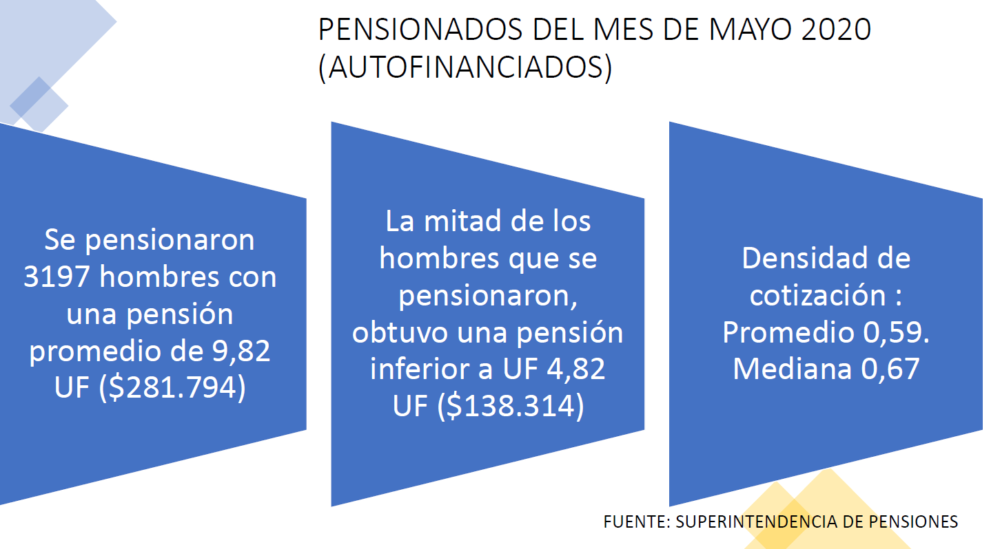 PENSIONADOS DEL MES DE MAYO 2020
(AUTOFINANCIADOS)
Se pensionaron
3197 hombres con
una pensión
promedio de 9,82
UF ($281.794)
La mitad de los
hombres que se
pensionaron,
obtuvo una pensión
inferior a UF 4,82
UF ($138.314)
Densidad de
cotización :
Promedio 0,59.
Mediana 0,67
FUENTE: SUPERINTENDENCIA DE PENSIONES